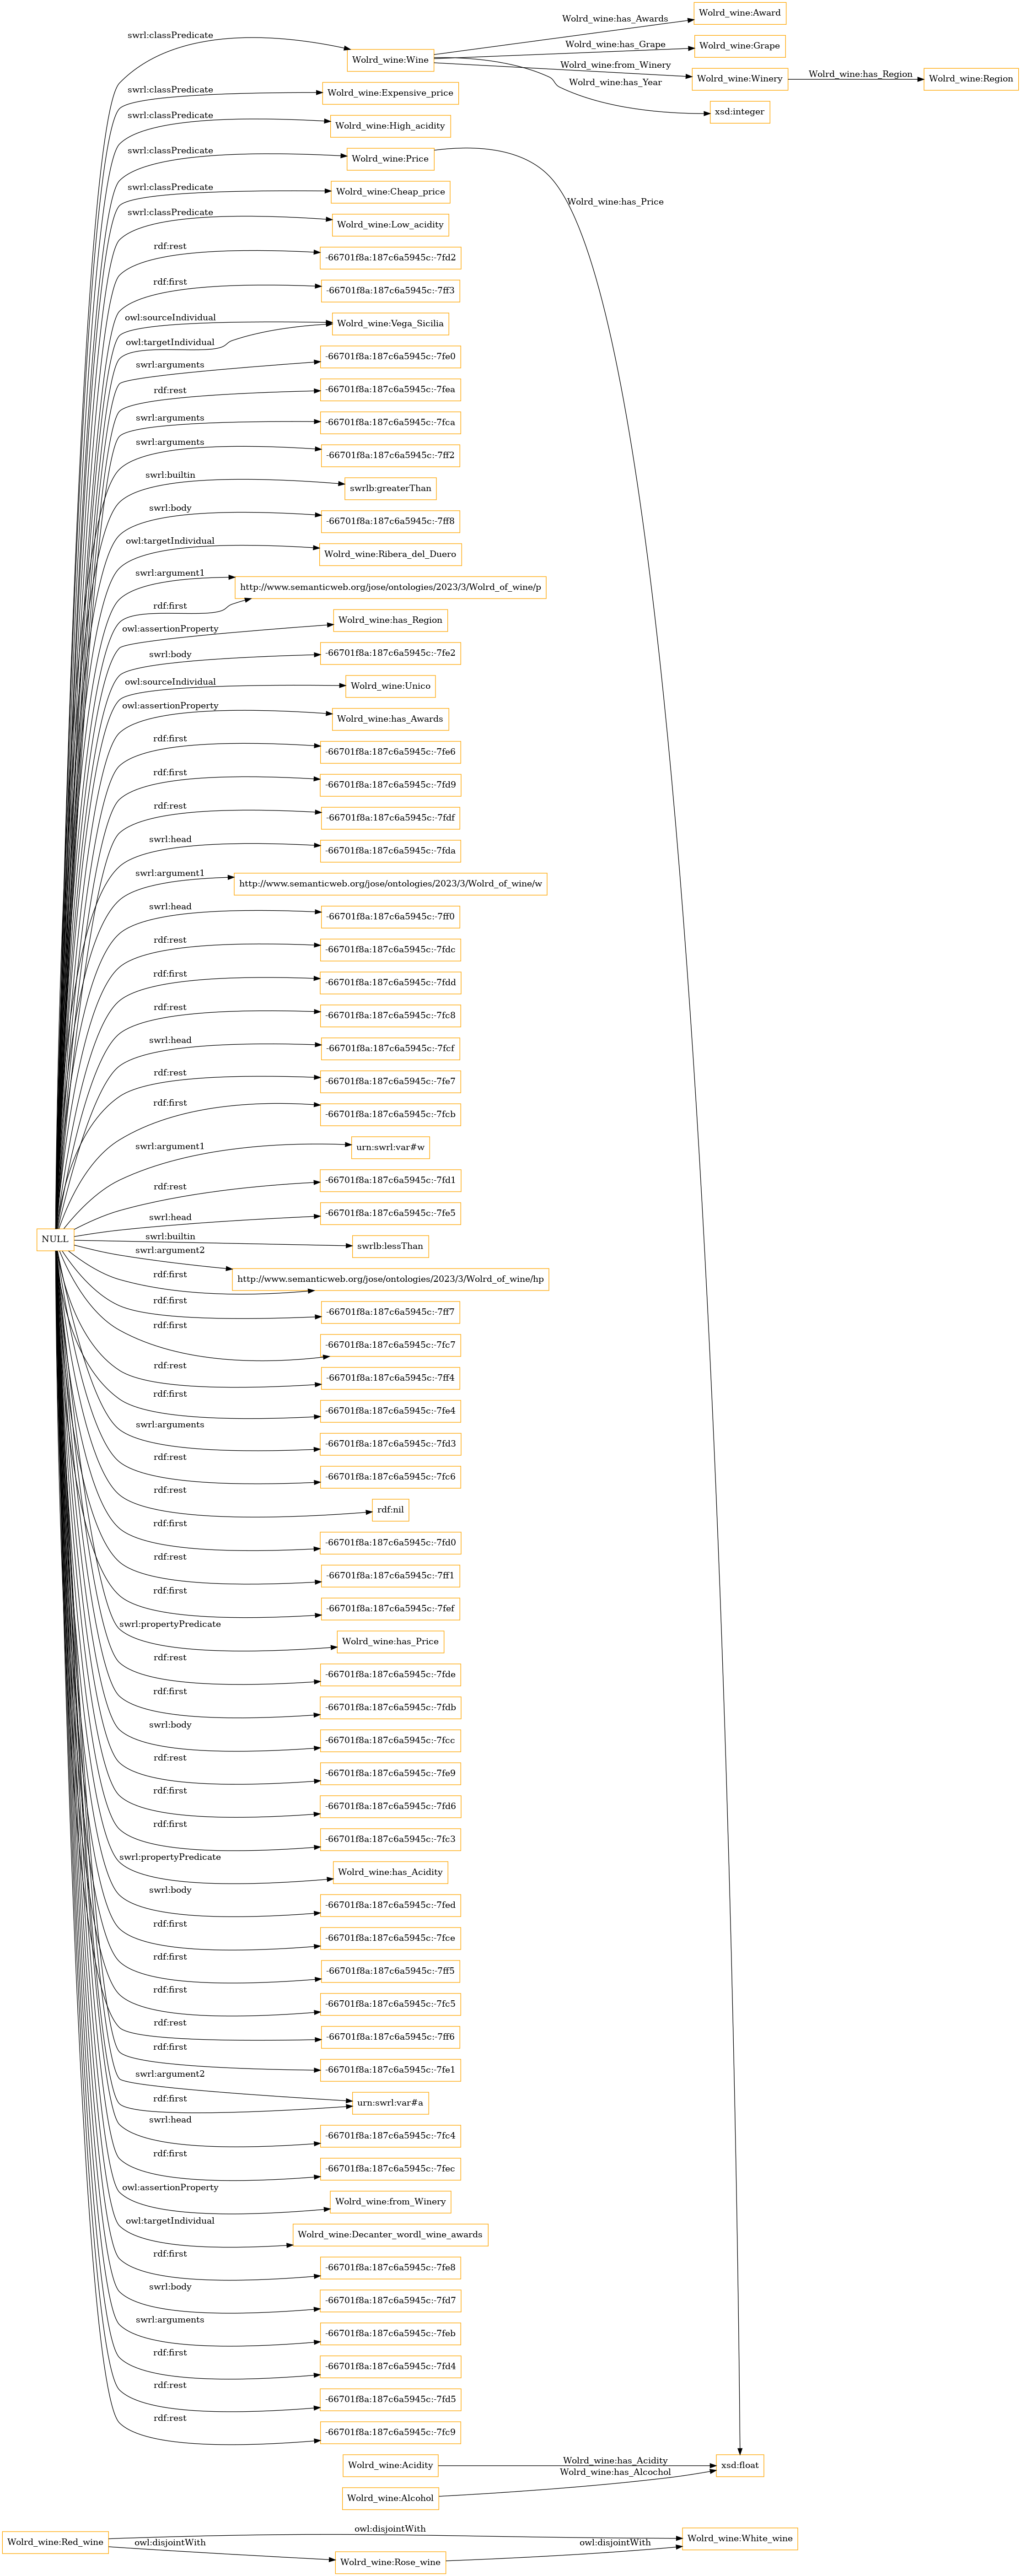 Wolrd_wine:Award
swrl:classPredicate
Wolrd_wine:has_Awards
Wolrd_wine:has_Grape
Wolrd_wine:Grape
Wolrd_wine:Wine
Wolrd_wine:from_Winery
Wolrd_wine:Winery
Wolrd_wine:has_Region
Wolrd_wine:Region
Wolrd_wine:has_Year
swrl:classPredicate
Wolrd_wine:Expensive_price
xsd:integer
swrl:classPredicate
Wolrd_wine:High_acidity
swrl:classPredicate
Wolrd_wine:Price
swrl:classPredicate
Wolrd_wine:Cheap_price
Wolrd_wine:has_Price
swrl:classPredicate
Wolrd_wine:Low_acidity
rdf:rest
-66701f8a:187c6a5945c:-7fd2
rdf:first
-66701f8a:187c6a5945c:-7ff3
owl:sourceIndividual
Wolrd_wine:Vega_Sicilia
owl:targetIndividual
swrl:arguments
-66701f8a:187c6a5945c:-7fe0
rdf:rest
-66701f8a:187c6a5945c:-7fea
swrl:arguments
-66701f8a:187c6a5945c:-7fca
swrl:arguments
-66701f8a:187c6a5945c:-7ff2
swrl:builtin
swrlb:greaterThan
swrl:body
-66701f8a:187c6a5945c:-7ff8
owl:targetIndividual
Wolrd_wine:Ribera_del_Duero
swrl:argument1
http://www.semanticweb.org/jose/ontologies/2023/3/Wolrd_of_wine/p
rdf:first
owl:assertionProperty
Wolrd_wine:has_Region
swrl:body
-66701f8a:187c6a5945c:-7fe2
owl:sourceIndividual
Wolrd_wine:Unico
owl:assertionProperty
Wolrd_wine:has_Awards
rdf:first
-66701f8a:187c6a5945c:-7fe6
rdf:first
-66701f8a:187c6a5945c:-7fd9
rdf:rest
-66701f8a:187c6a5945c:-7fdf
swrl:head
-66701f8a:187c6a5945c:-7fda
swrl:argument1
http://www.semanticweb.org/jose/ontologies/2023/3/Wolrd_of_wine/w
swrl:head
-66701f8a:187c6a5945c:-7ff0
rdf:rest
-66701f8a:187c6a5945c:-7fdc
rdf:first
-66701f8a:187c6a5945c:-7fdd
rdf:rest
-66701f8a:187c6a5945c:-7fc8
swrl:head
-66701f8a:187c6a5945c:-7fcf
rdf:rest
-66701f8a:187c6a5945c:-7fe7
rdf:first
-66701f8a:187c6a5945c:-7fcb
swrl:argument1
urn:swrl:var#w
rdf:rest
-66701f8a:187c6a5945c:-7fd1
swrl:head
-66701f8a:187c6a5945c:-7fe5
NULL
swrl:builtin
swrlb:lessThan
swrl:argument2
http://www.semanticweb.org/jose/ontologies/2023/3/Wolrd_of_wine/hp
rdf:first
rdf:first
-66701f8a:187c6a5945c:-7ff7
rdf:first
-66701f8a:187c6a5945c:-7fc7
rdf:rest
-66701f8a:187c6a5945c:-7ff4
rdf:first
-66701f8a:187c6a5945c:-7fe4
swrl:arguments
-66701f8a:187c6a5945c:-7fd3
rdf:rest
-66701f8a:187c6a5945c:-7fc6
rdf:rest
rdf:nil
rdf:first
-66701f8a:187c6a5945c:-7fd0
rdf:rest
-66701f8a:187c6a5945c:-7ff1
rdf:first
-66701f8a:187c6a5945c:-7fef
swrl:propertyPredicate
Wolrd_wine:has_Price
rdf:rest
-66701f8a:187c6a5945c:-7fde
rdf:first
-66701f8a:187c6a5945c:-7fdb
swrl:body
-66701f8a:187c6a5945c:-7fcc
rdf:rest
-66701f8a:187c6a5945c:-7fe9
rdf:first
-66701f8a:187c6a5945c:-7fd6
rdf:first
-66701f8a:187c6a5945c:-7fc3
swrl:propertyPredicate
Wolrd_wine:has_Acidity
swrl:body
-66701f8a:187c6a5945c:-7fed
rdf:first
-66701f8a:187c6a5945c:-7fce
rdf:first
-66701f8a:187c6a5945c:-7ff5
rdf:first
-66701f8a:187c6a5945c:-7fc5
rdf:rest
-66701f8a:187c6a5945c:-7ff6
rdf:first
-66701f8a:187c6a5945c:-7fe1
swrl:argument2
urn:swrl:var#a
rdf:first
swrl:head
-66701f8a:187c6a5945c:-7fc4
rdf:first
-66701f8a:187c6a5945c:-7fec
owl:assertionProperty
Wolrd_wine:from_Winery
owl:targetIndividual
Wolrd_wine:Decanter_wordl_wine_awards
rdf:first
-66701f8a:187c6a5945c:-7fe8
swrl:body
-66701f8a:187c6a5945c:-7fd7
swrl:arguments
-66701f8a:187c6a5945c:-7feb
rdf:first
-66701f8a:187c6a5945c:-7fd4
rdf:rest
-66701f8a:187c6a5945c:-7fd5
rdf:rest
-66701f8a:187c6a5945c:-7fc9
Wolrd_wine:Acidity
Wolrd_wine:has_Acidity
xsd:float
Wolrd_wine:has_Alcochol
Wolrd_wine:Alcohol
Wolrd_wine:Red_wine
owl:disjointWith
Wolrd_wine:White_wine
owl:disjointWith
owl:disjointWith
Wolrd_wine:Rose_wine